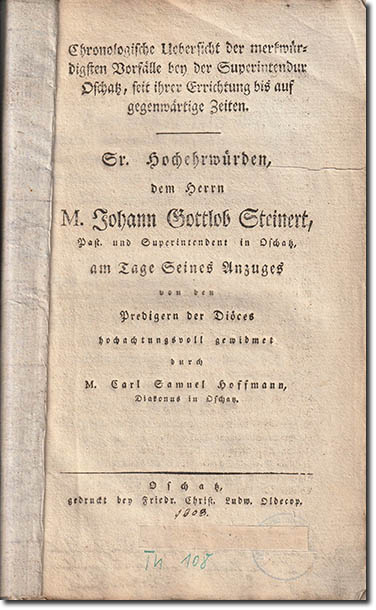 Chronologische Uebersicht der merkwür-
digsten Vorfälle bey der Superintendur
Oschatz, seit ihrer Errichtung bis auf
gegenwärtige Zeiten.
Sr. Hochehrwürden,
dem Herrn
M. Johann Gottlob Steinert,
Past. und Superintendent in Oschatz,
am Tage Seines Anzuges
von den
Predigern der Diöces
hochachtungsvoll gewidmet
durch
M. Carl Samuel Hoffmann,
Diakonus in Oschatz.
Oschatz,
gedruckt bey Friedr. Christ. Ludw. Oldecop.
1808.
Th 108